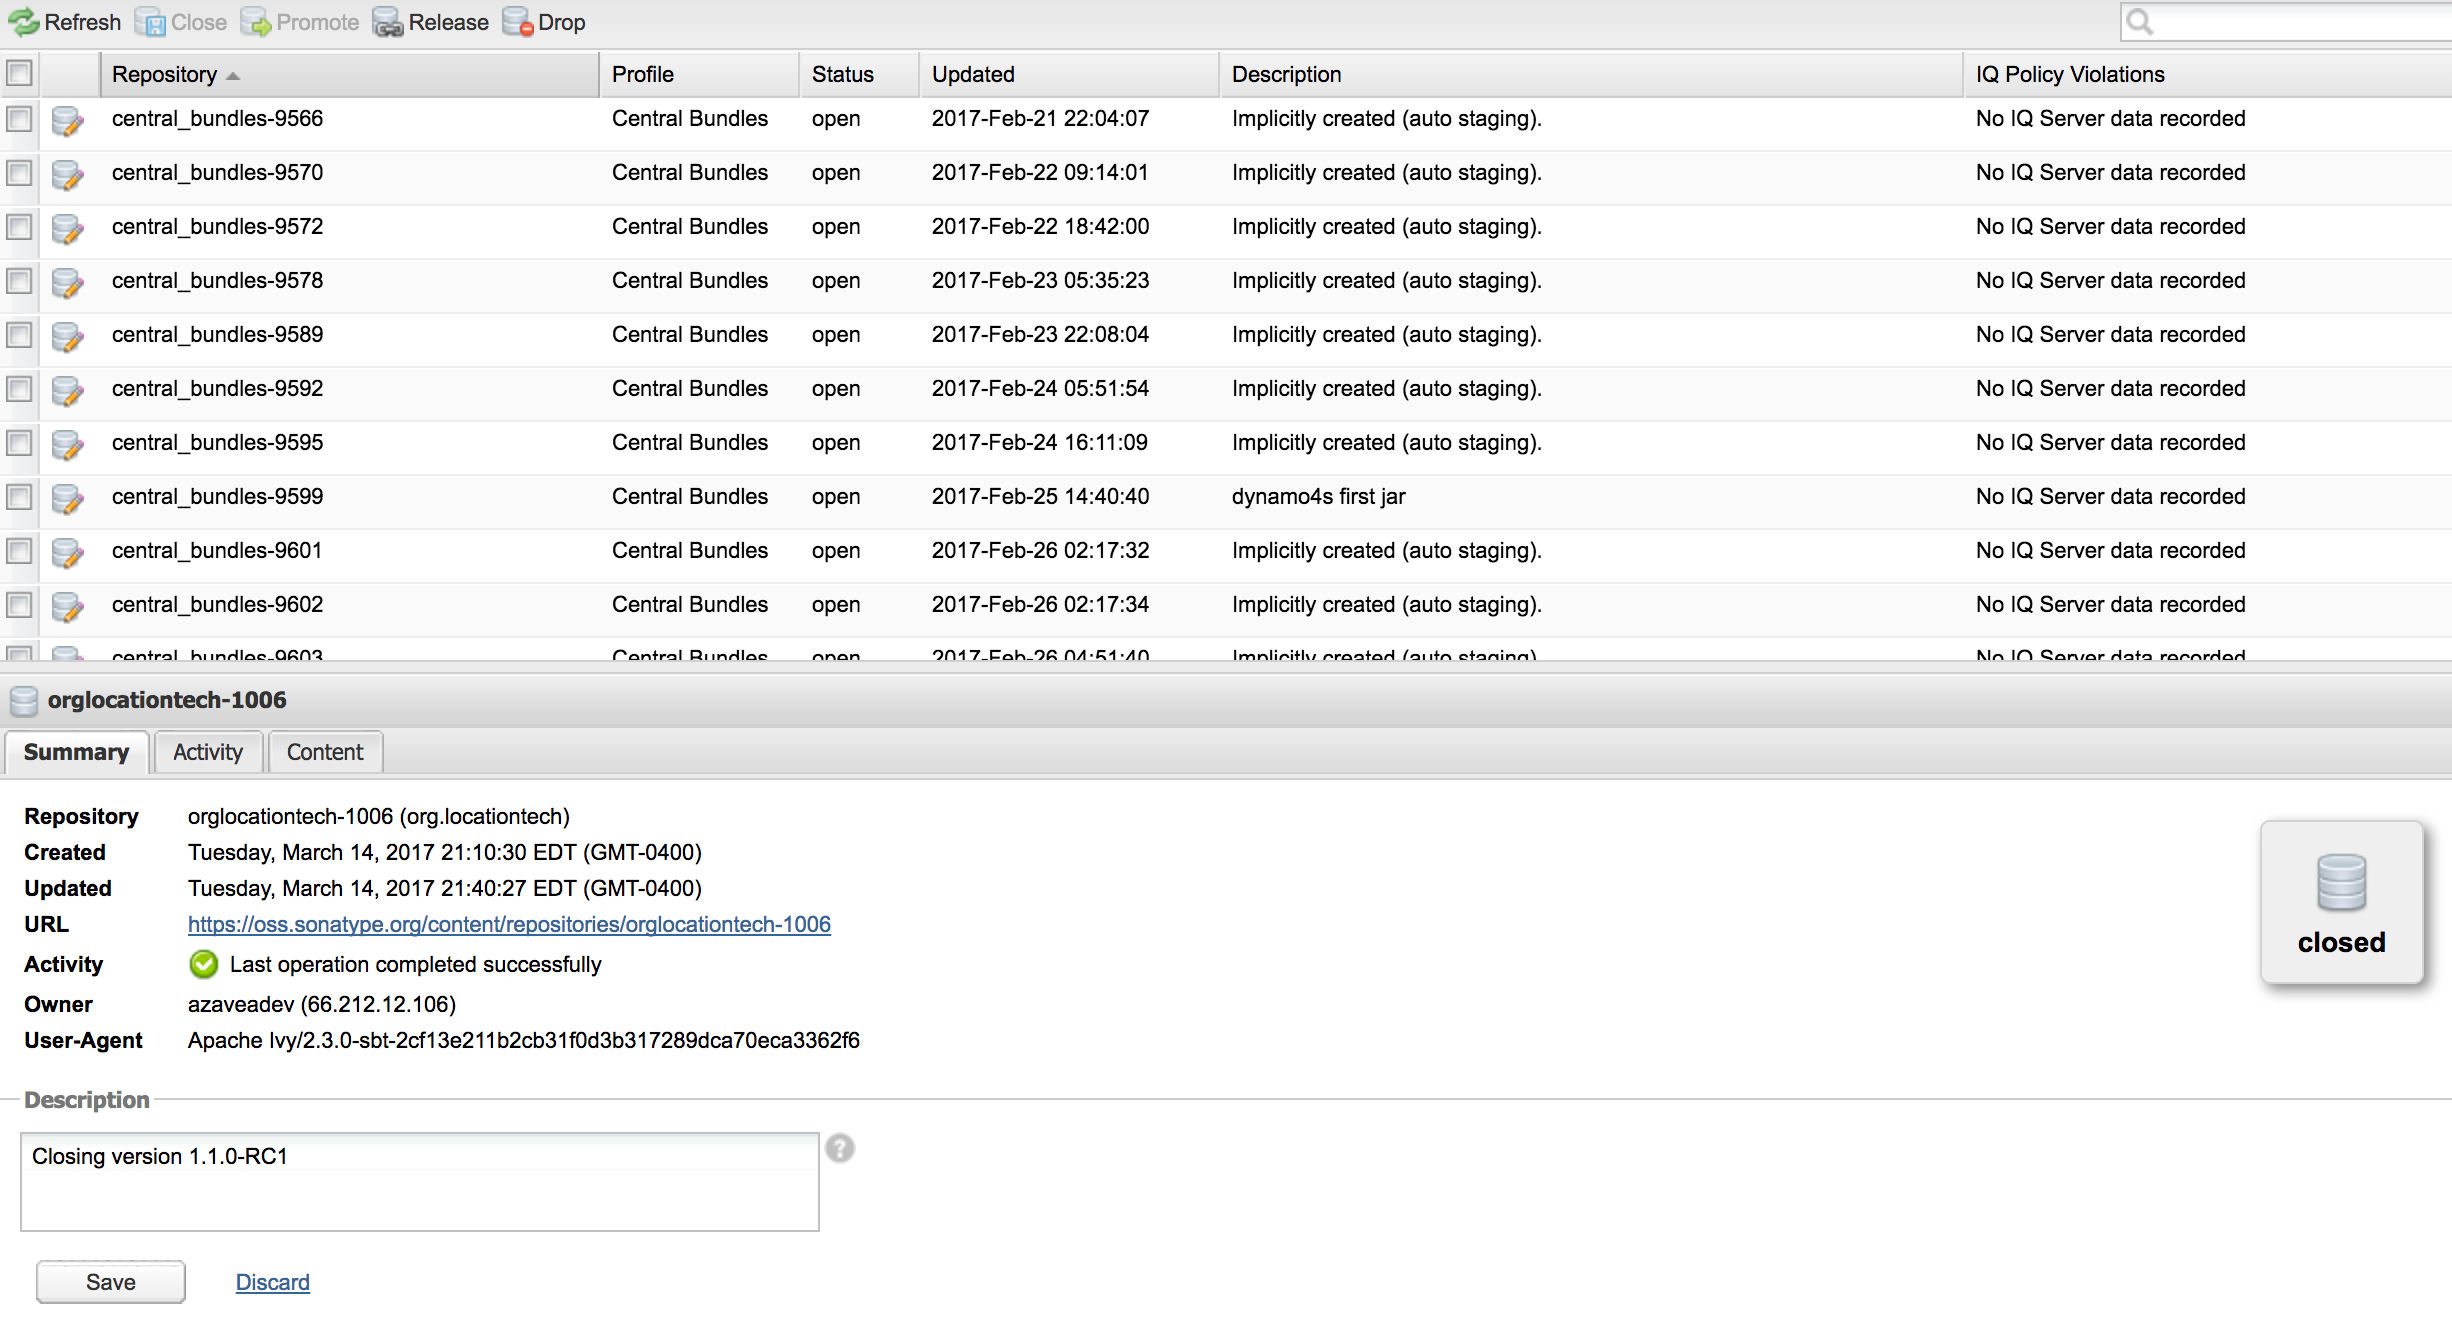 Refresh Close Promote Release Drop
Repository Profile Status Updated Description IQ Policy Violations
central_bundles-9566 Central Bundles open 2017-Feb-21 22:04:07 Implicitly created (auto staging). No IQ Server data recorded
central_bundles-9570 Central Bundles open 2017-Feb-22 09:14:01 Implicitly created (auto staging). No IQ Server data recorded
central_bundles-9572 Central Bundles open 2017-Feb-22 18:42:00 Implicitly created (auto staging). No IQ Server data recorded
central_bundles-9578 Central Bundles open 2017-Feb-23 05:35:23 Implicitly created (auto staging). No IQ Server data recorded
central_bundles-9589 Central Bundles open 2017-Feb-23 22:08:04 Implicitly created (auto staging). No IQ Server data recorded
central_bundles-9592 Central Bundles open 2017-Feb-24 05:51:54 Implicitly created (auto staging). No IQ Server data recorded
central_bundles-9595 Central Bundles open 2017-Feb-24 16:11:09 Implicitly created (auto staging). No IQ Server data recorded
central_bundles-9599 Central Bundles open 2017-Feb-25 14:40:40 dynamo4s first jar No IQ Server data recorded
central_bundles-9601 Central Bundles open 2017-Feb-26 02:17:32 Implicitly created (auto staging). No IQ Server data recorded
central_bundles-9602 Central Bundles open 2017-Feb-26 02:17:34 Implicitly created (auto staging). No IQ Server data recorded
central_bundles-9603 Central Bundles open 2017-Feb-26 04:51:40 Implicitly created (auto staging). No IQ Server data recorded
orglocationtech-1006
Summary Activity Content
Repository orglocationtech-1006 (org.locationtech)
Created Tuesday, March 14, 2017 21:10:30 EDT (GMT-0400)
Updated Tuesday, March 14, 2017 21:40:27 EDT (GMT-0400)
URL https://oss.sonatype.org/content/repositories/orglocationtech-1006
closed
Activity Last operation completed successfully
Owner azaveadev (66.212.12.106)
User-Agent Apache Ivy/2.3.0-sbt-2cf13e211b2cb31f0d3b317289dca70eca3362f6
Description
Closing version 1.1.0-RC1
?
Save Discard